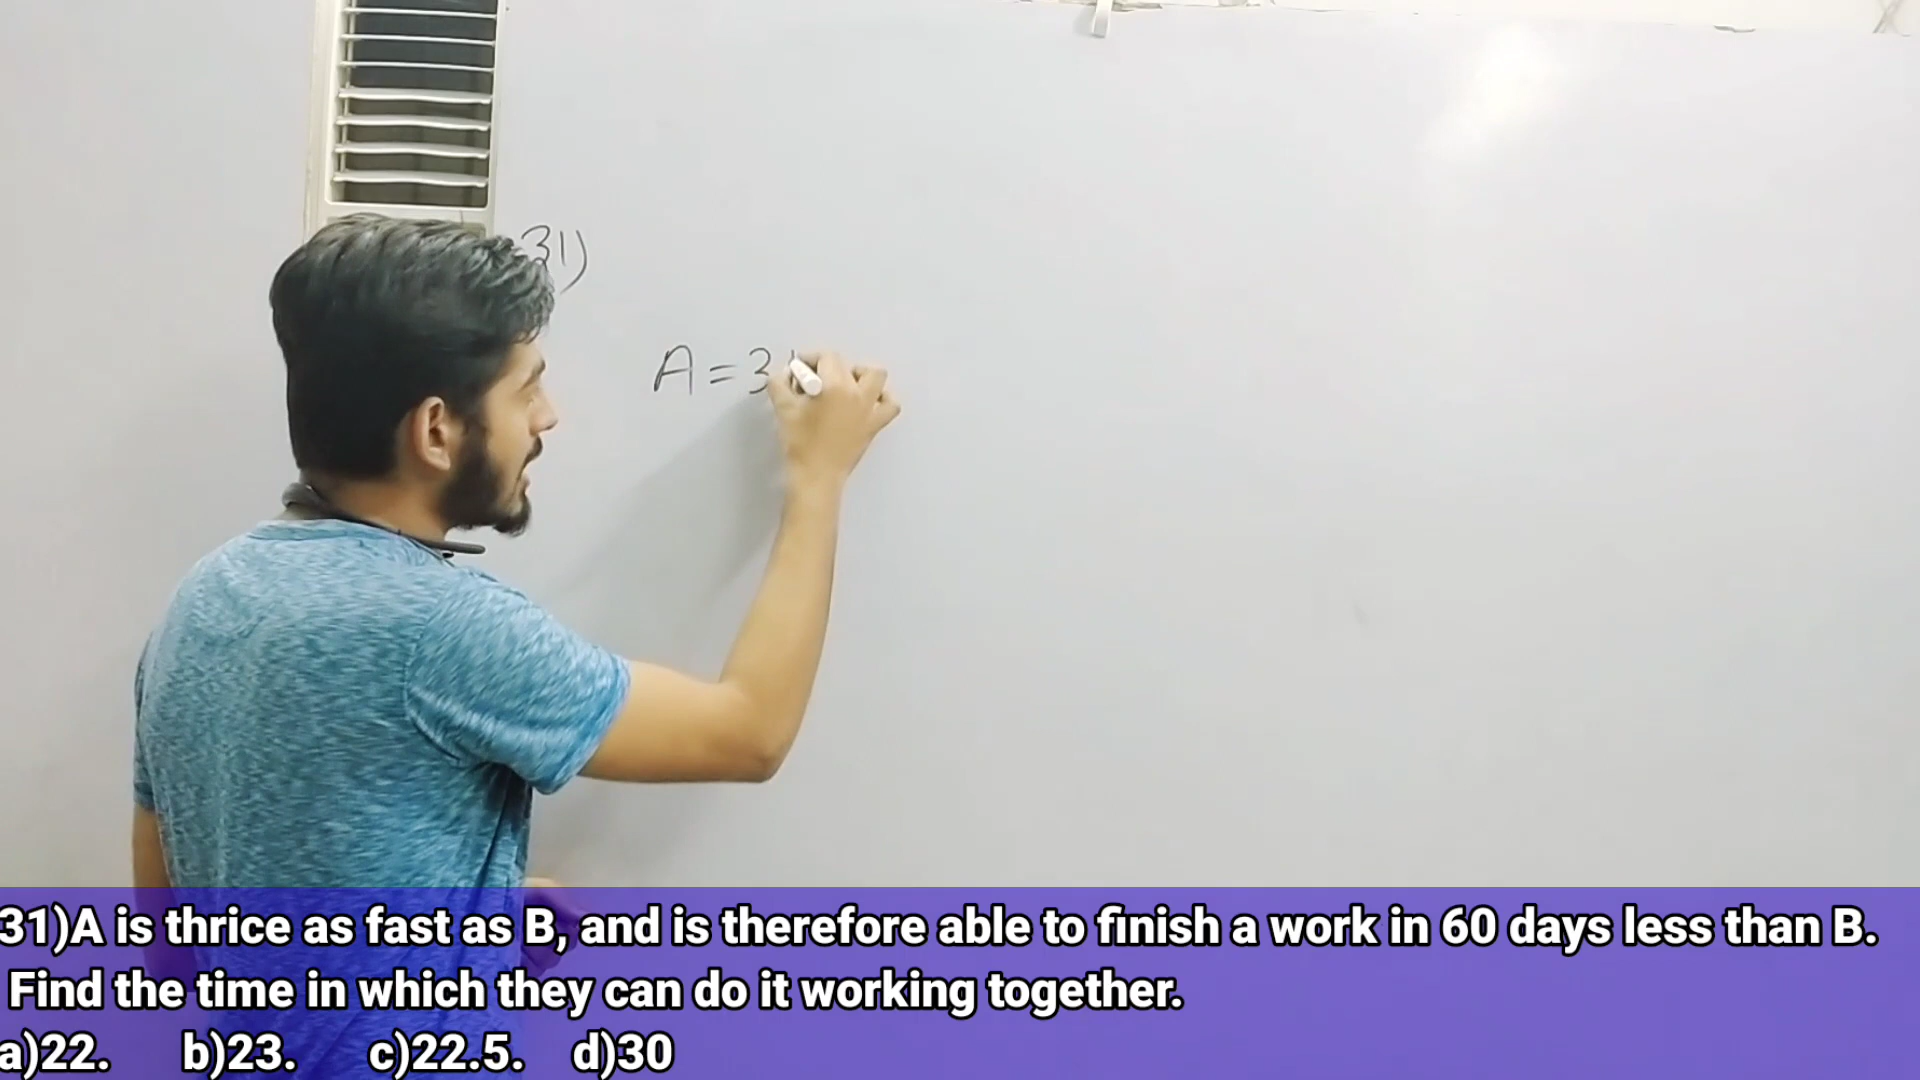 31)
A = 3
31)A is thrice as fast as B, and is therefore able to finish a work in 60 days less than B.
Find the time in which they can do it working together.
a)22. b)23. c)22.5. d)30